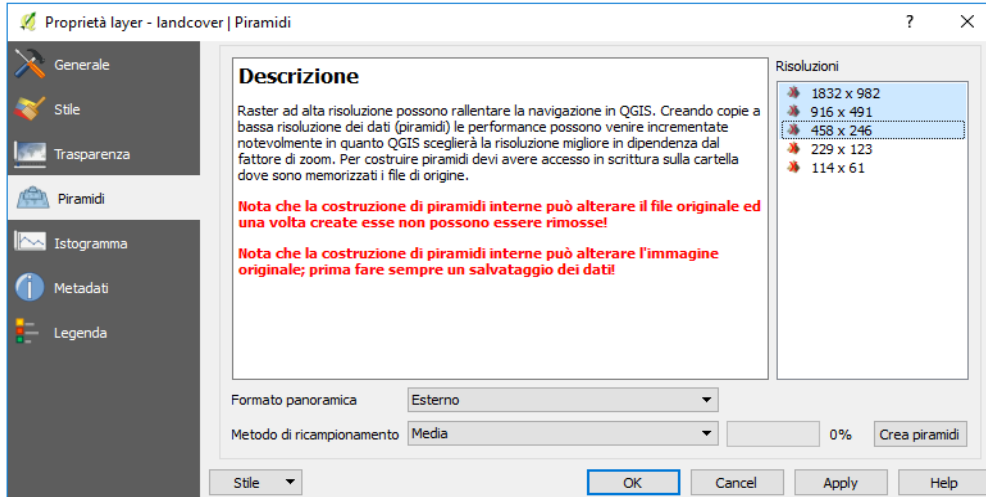 Proprietà layer - landcover | Piramidi
?
Generale
Stile
Trasparenza
Piramidi
Istogramma
Metadati
Legenda
Descrizione
Raster ad alta risoluzione possono rallentare la navigazione in QGIS. Creando copie a
bassa risoluzione dei dati (piramidi) le performance possono venire incrementate
notevolmente in quanto QGIS sceglierà la risoluzione migliore in dipendenza dal
fattore di zoom. Per costruire piramidi devi avere accesso in scrittura sulla cartella
dove sono memorizzati i file di origine.
Nota che la costruzione di piramidi interne può alterare il file originale ed
una volta create esse non possono essere rimosse!
Nota che la costruzione di piramidi interne può alterare l'immagine
originale; prima fare sempre un salvataggio dei dati!
Risoluzioni
1832 x 982
916 x 491
458 x 246
229 x 123
114 x 61
Formato panoramica Esterno
Metodo di ricampionamento Media 0% Crea piramidi
Stile OK Cancel Apply Help